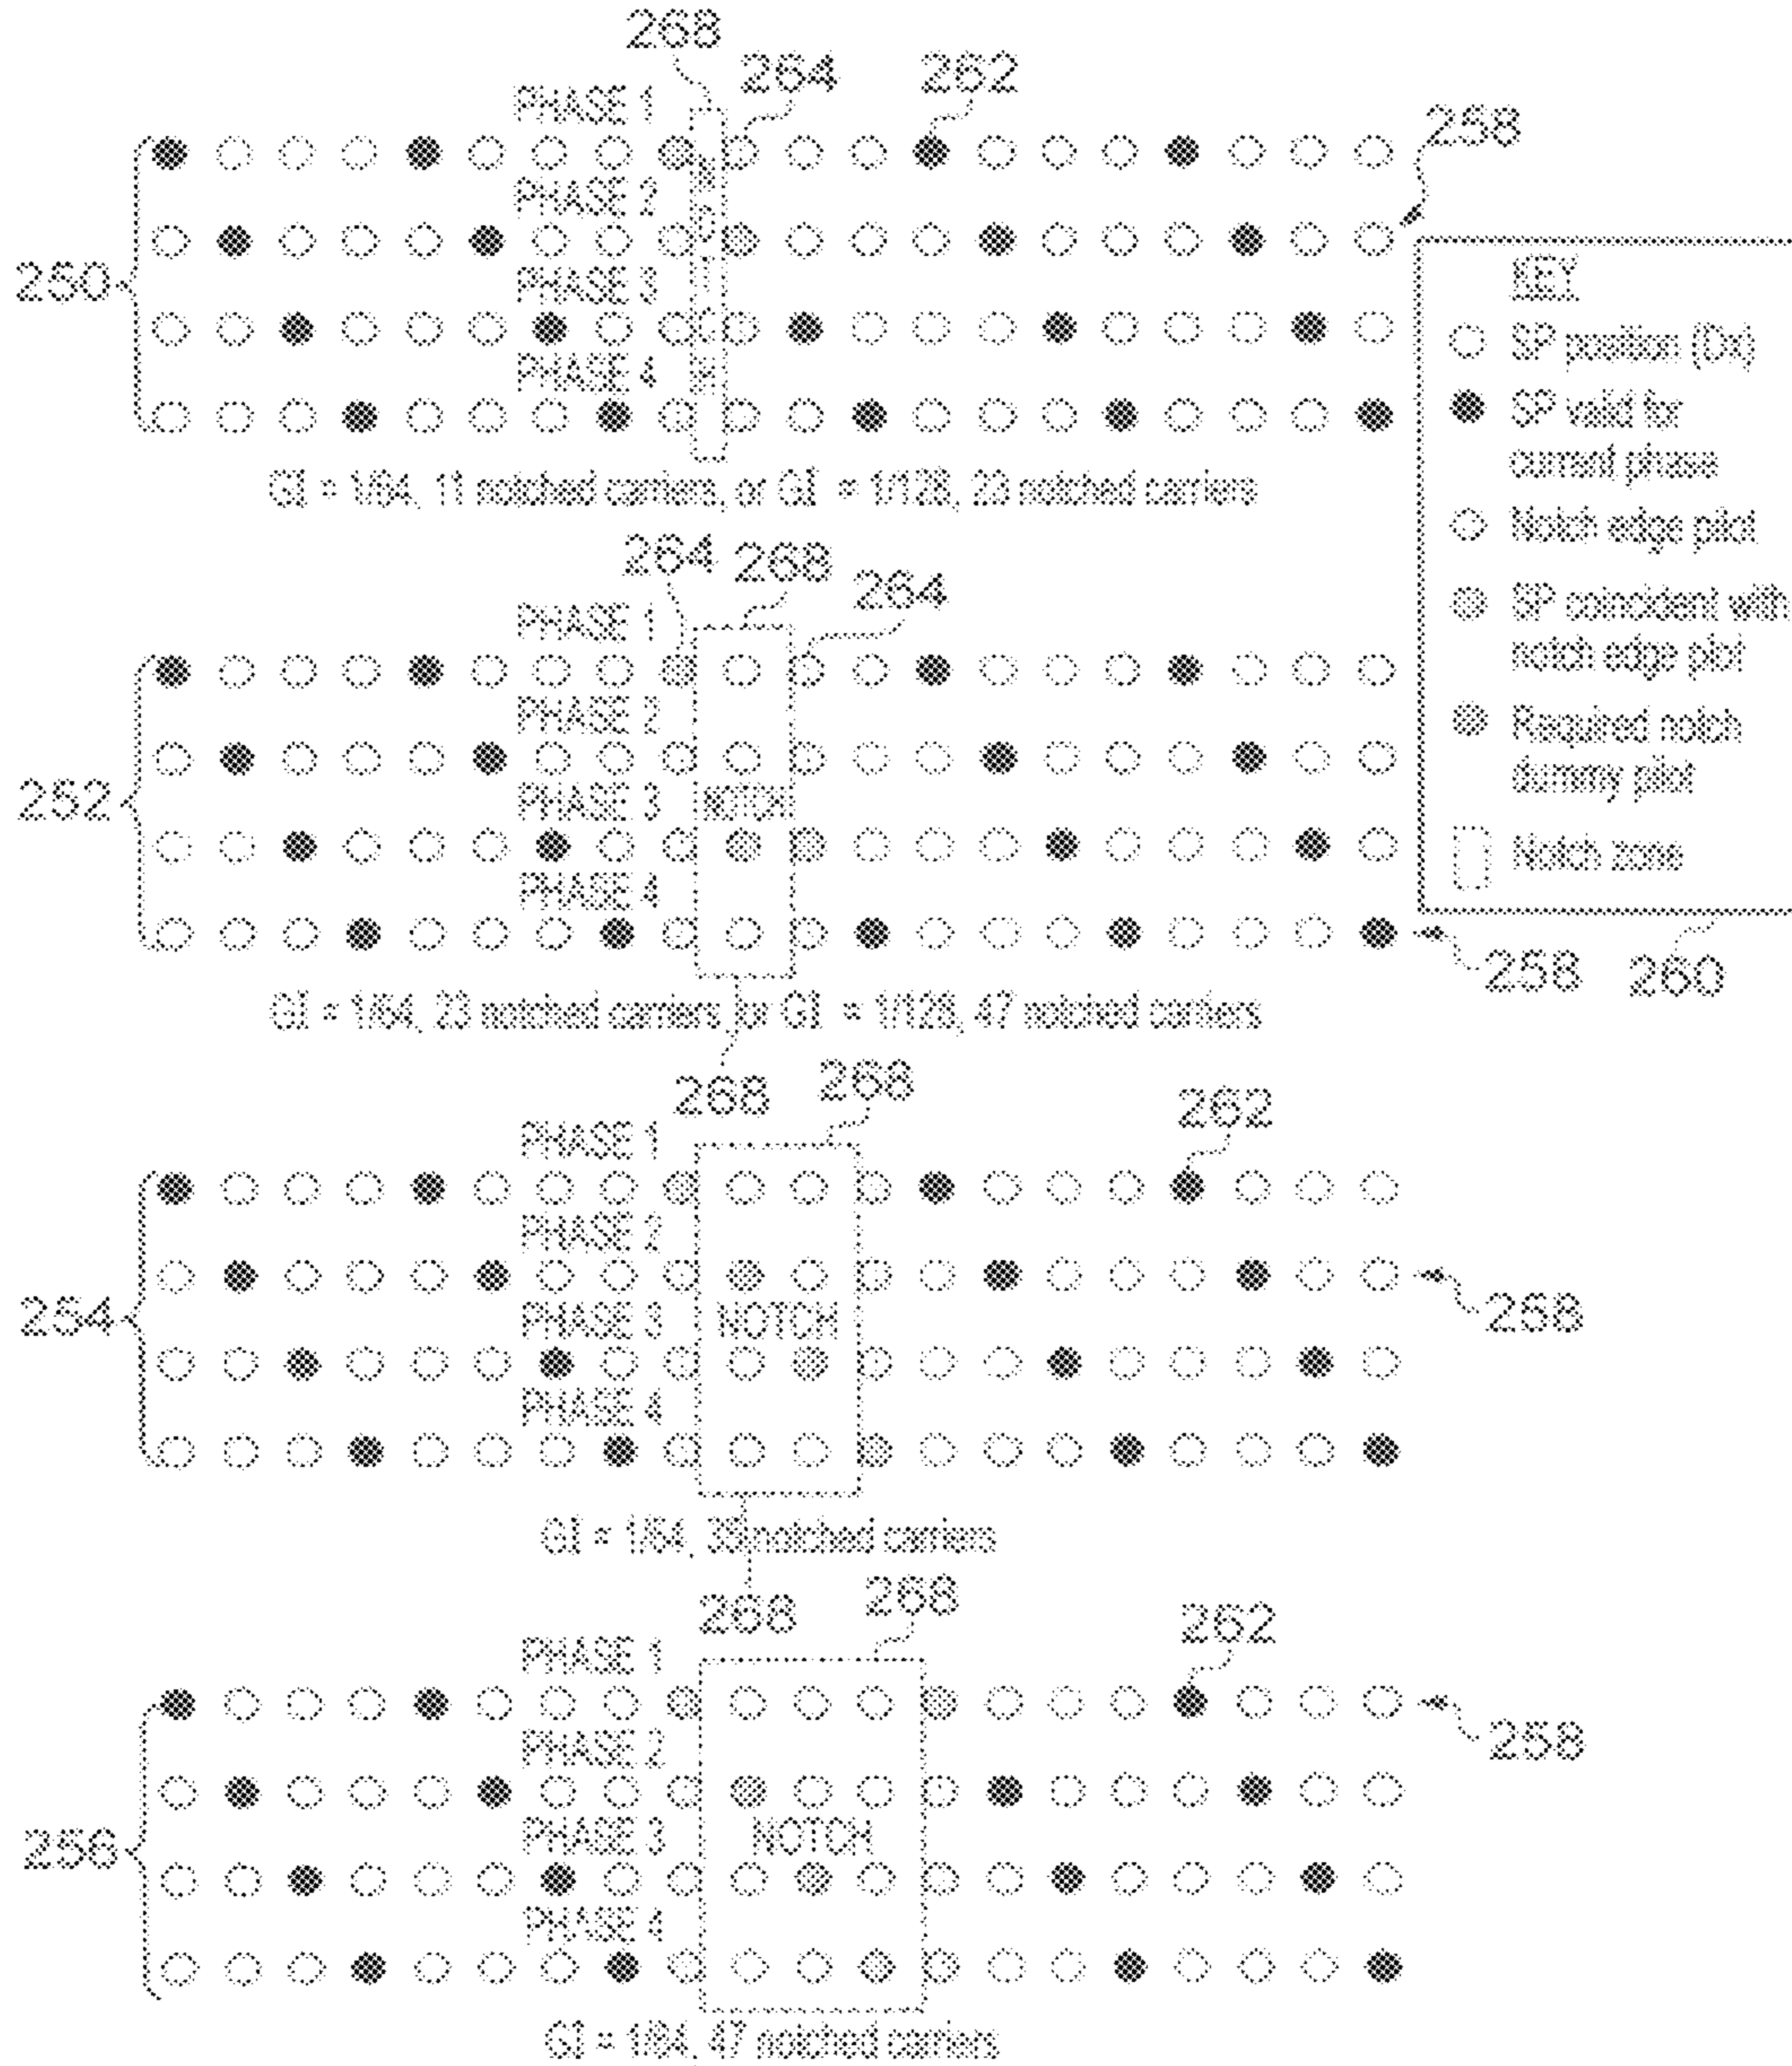 268
264
262
258
PHASE 1
PHASE 2
PHASE 3
PHASE 4
NOTCH
250
GI = 1/64, 11 notched carriers, or GI = 1/128, 23 notched carriers
KEY
SP position (Dx)
SP valid for
current phase
Notch edge pilot
SP coincident with
notch edge pilot
Required notch
dummy pilot
Notch zone
260
264
268
264
PHASE 1
PHASE 2
PHASE 3
NOTCH
PHASE 4
252
258
GI = 1/64, 23 notched carriers, or GI = 1/128, 47 notched carriers
268
268
262
PHASE 1
PHASE 2
PHASE 3
NOTCH
PHASE 4
254
258
GI = 1/64, notched carriers
268
268
262
PHASE 1
258
PHASE 2
PHASE 3
NOTCH
256
PHASE 4
GI = 1/64, 47 notched carriers